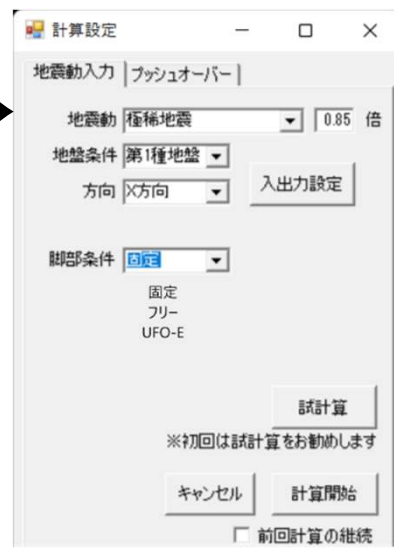 計算設定
地震動入力 プッシュオーバー
地震動 極稀地震 0.85 倍
地盤条件 第1種地盤
方向 X方向 入出力設定
脚部条件 固定
固定
フリー
UFO-E
試計算
※初回は試計算をお勧めします
キャンセル 計算開始
前回計算の継続